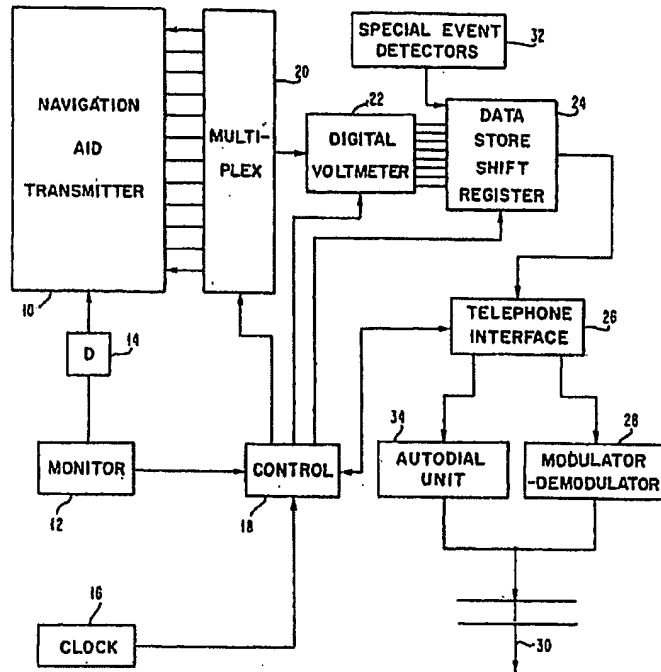 NAVIGATION
AID
TRANSMITTER
10
MULTI-
PLEX
20
SPECIAL EVENT
DETECTORS
32
22
DIGITAL
VOLTMETER
24
DATA
STORE
SHIFT
REGISTER
D
14
TELEPHONE
INTERFACE
26
MONITOR
12
CONTROL
18
34
AUTODIAL
UNIT
28
MODULATOR
-DEMODULATOR
16
CLOCK
30